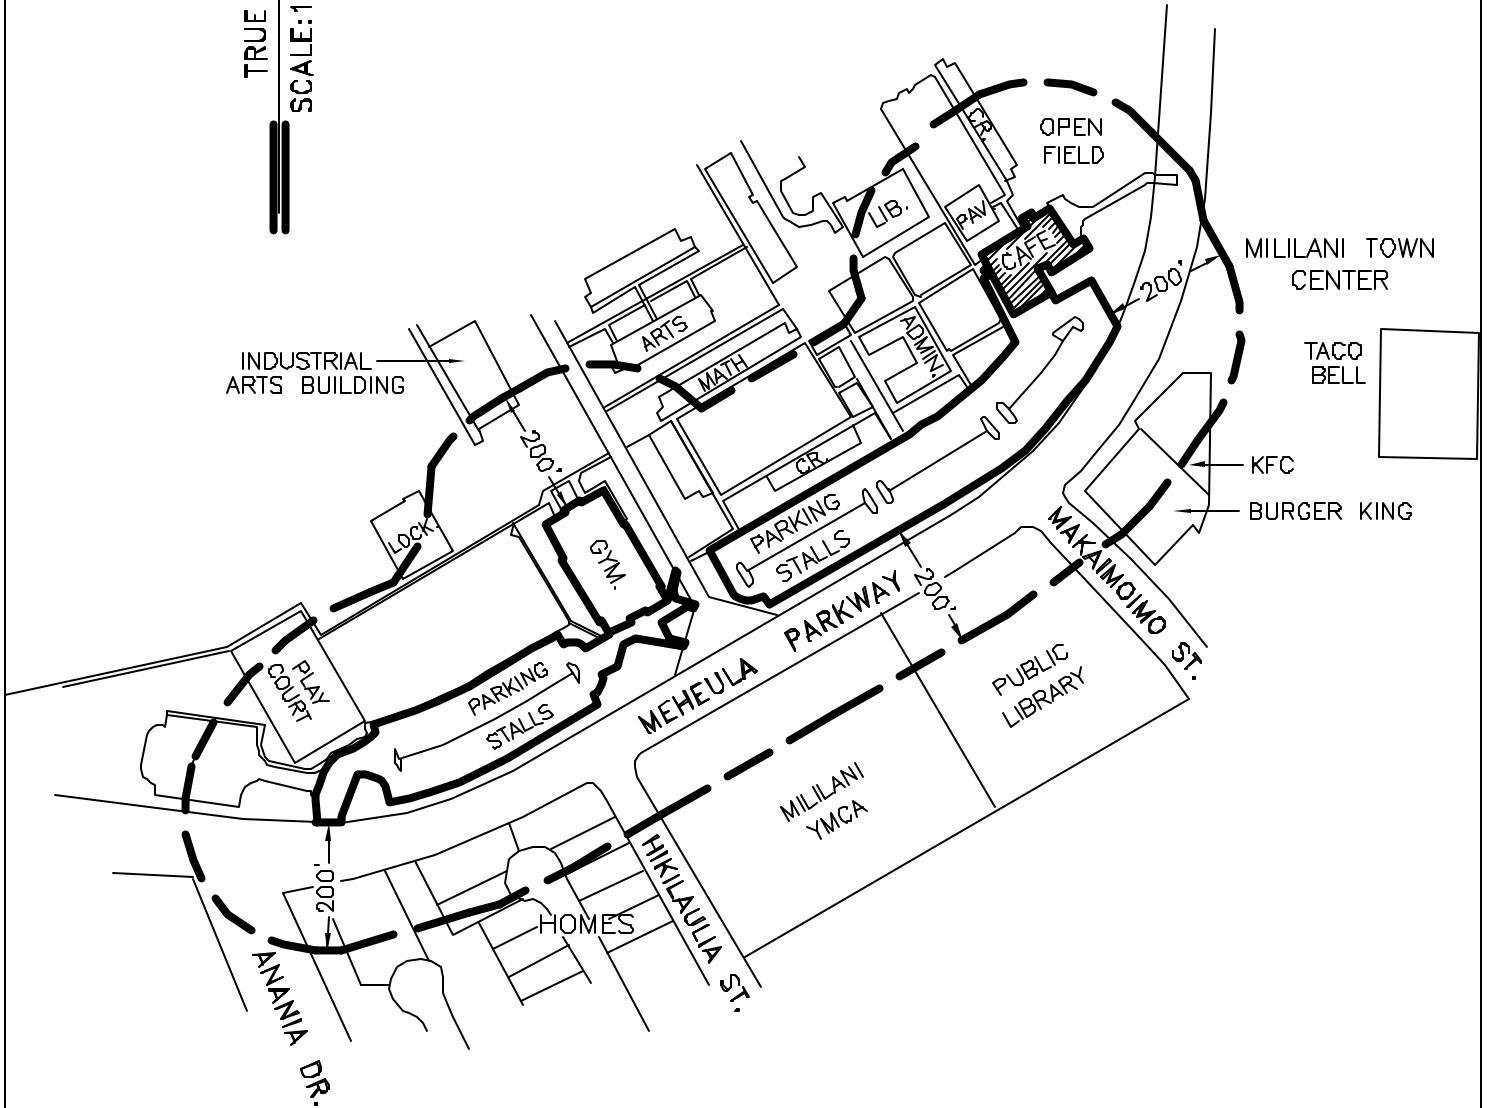 TRUE
SCALE:1
CR.
OPEN
FIELD
LIB.
PAV
CAFE
200'
MILILANI TOWN
CENTER
ARTS
MATH
ADMIN.
INDUSTRIAL
ARTS BUILDING
TACO
BELL
200'
CR.
KFC
BURGER KING
LOCK.
GYM.
PARKING
STALLS
200'
MAKAIMOIMO ST.
MEHEULA PARKWAY
PLAY
COURT
PARKING
STALLS
PUBLIC
LIBRARY
MILILANI
YMCA
200'
HOMES
HIKILAULIA ST.
ANANIA DR.